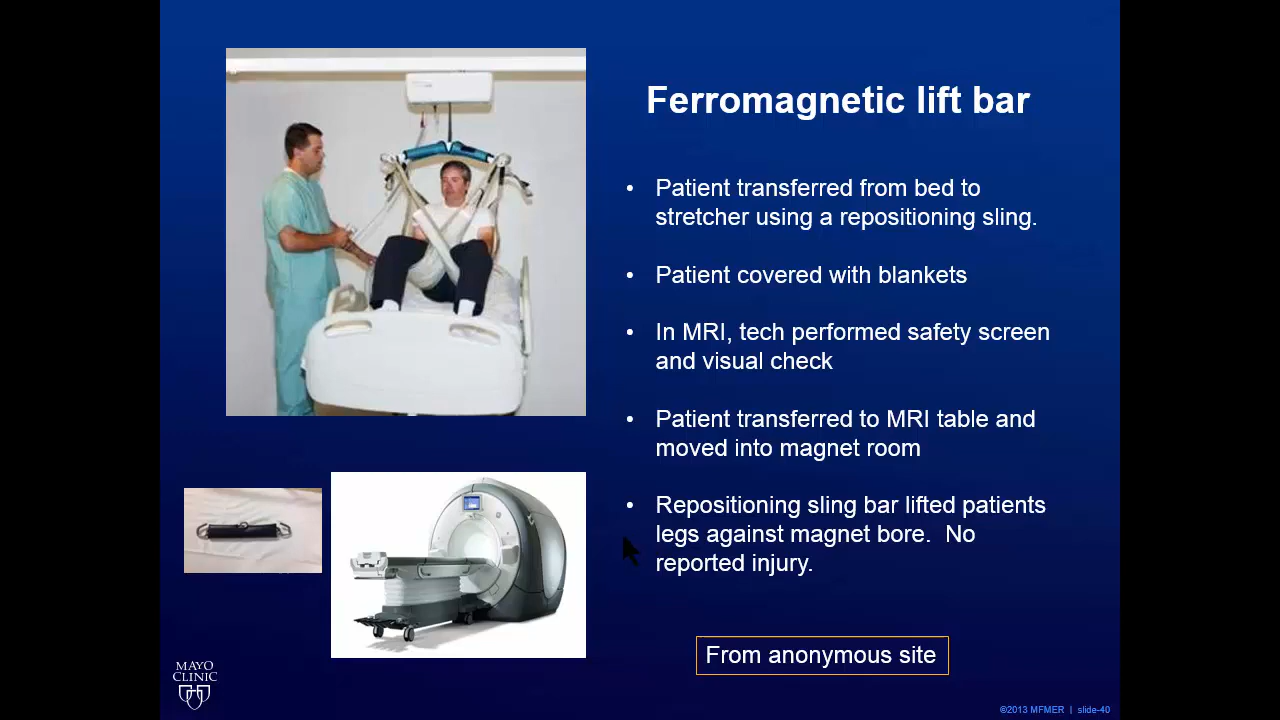 Ferromagnetic lift bar
• Patient transferred from bed to
stretcher using a repositioning sling.
• Patient covered with blankets
• In MRI, tech performed safety screen
and visual check
• Patient transferred to MRI table and
moved into magnet room
• Repositioning sling bar lifted patients
legs against magnet bore.  No
reported injury.
From anonymous site
MAYO
CLINIC
©2013 MFMER | slide-40